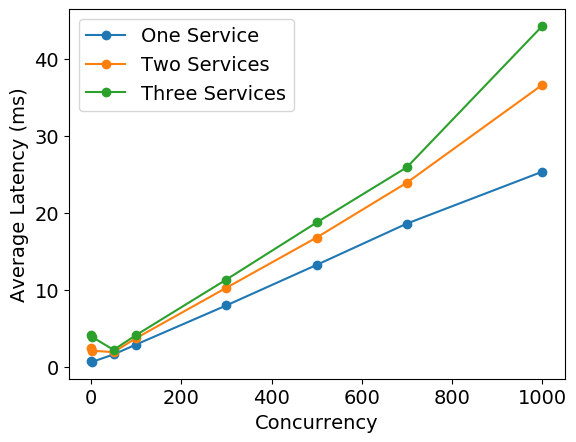 One Service
Two Services
Three Services
Average Latency (ms)
40
30
20
10
0
0 200 400 600 800 1000
Concurrency